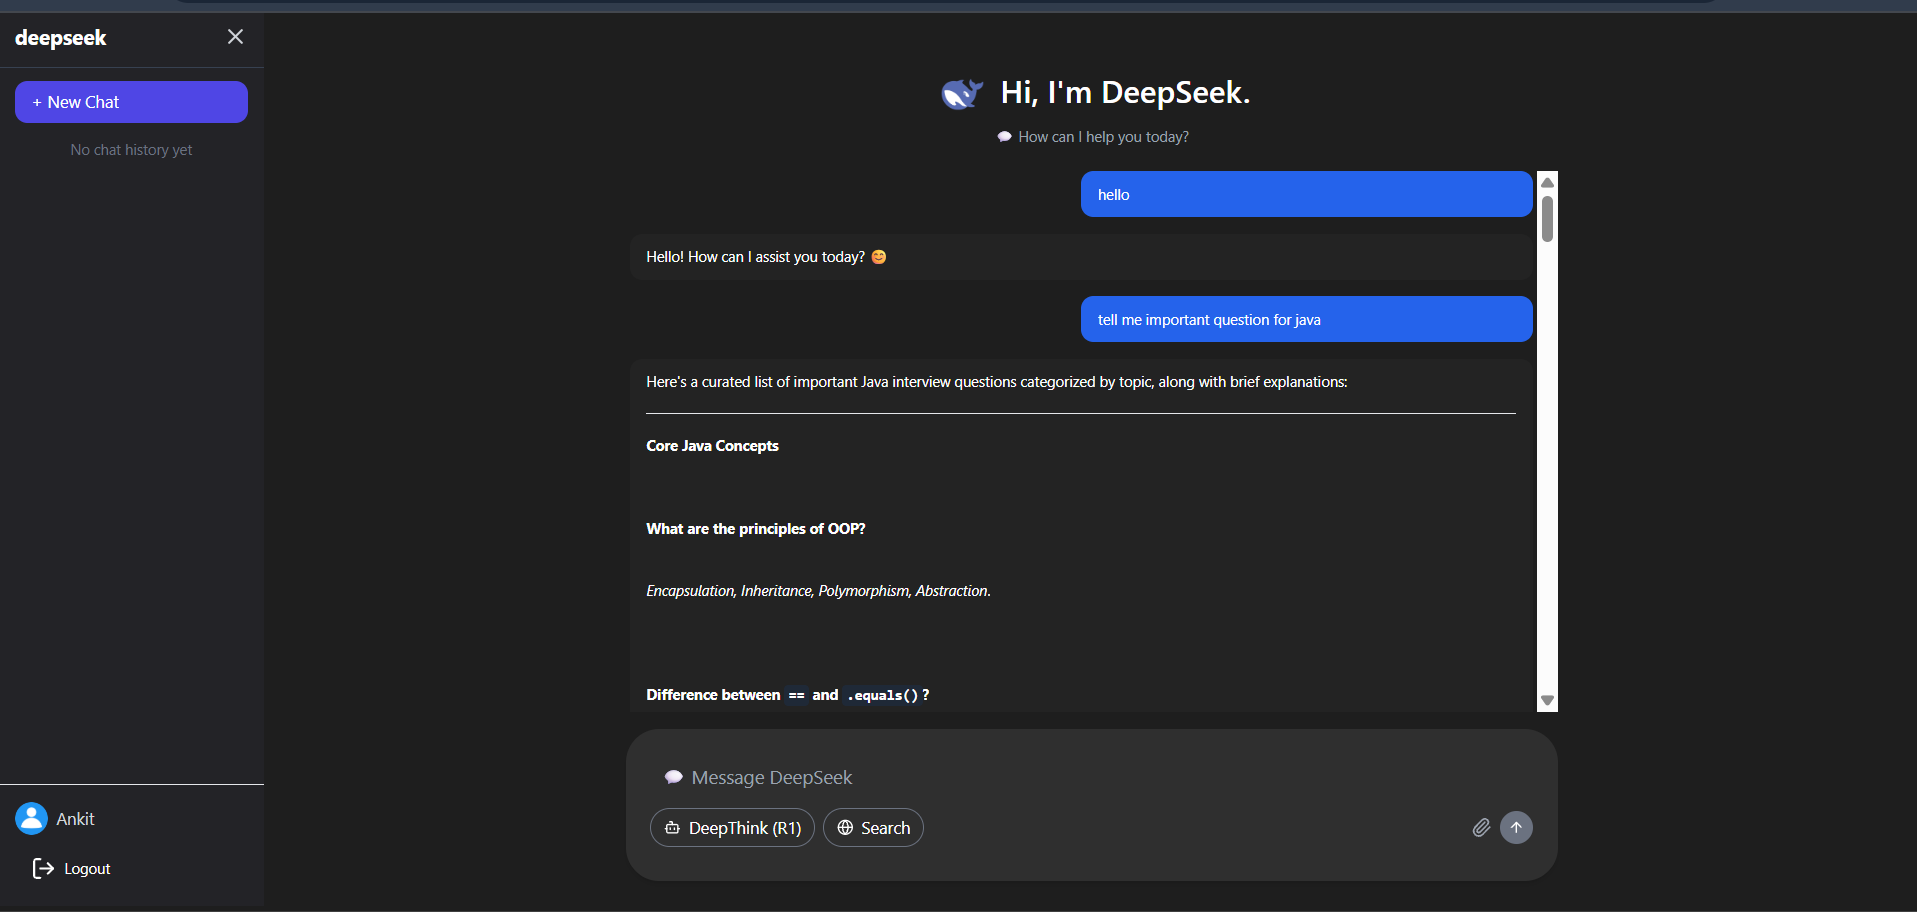 deepseek
+ New Chat
No chat history yet
Ankit
Logout
Hi, I'm DeepSeek.
How can I help you today?
hello
Hello! How can I assist you today? 😊
tell me important question for java
Here's a curated list of important Java interview questions categorized by topic, along with brief explanations:
Core Java Concepts
What are the principles of OOP?
Encapsulation, Inheritance, Polymorphism, Abstraction.
Difference between == and .equals()?
Message DeepSeek
DeepThink (R1)
Search